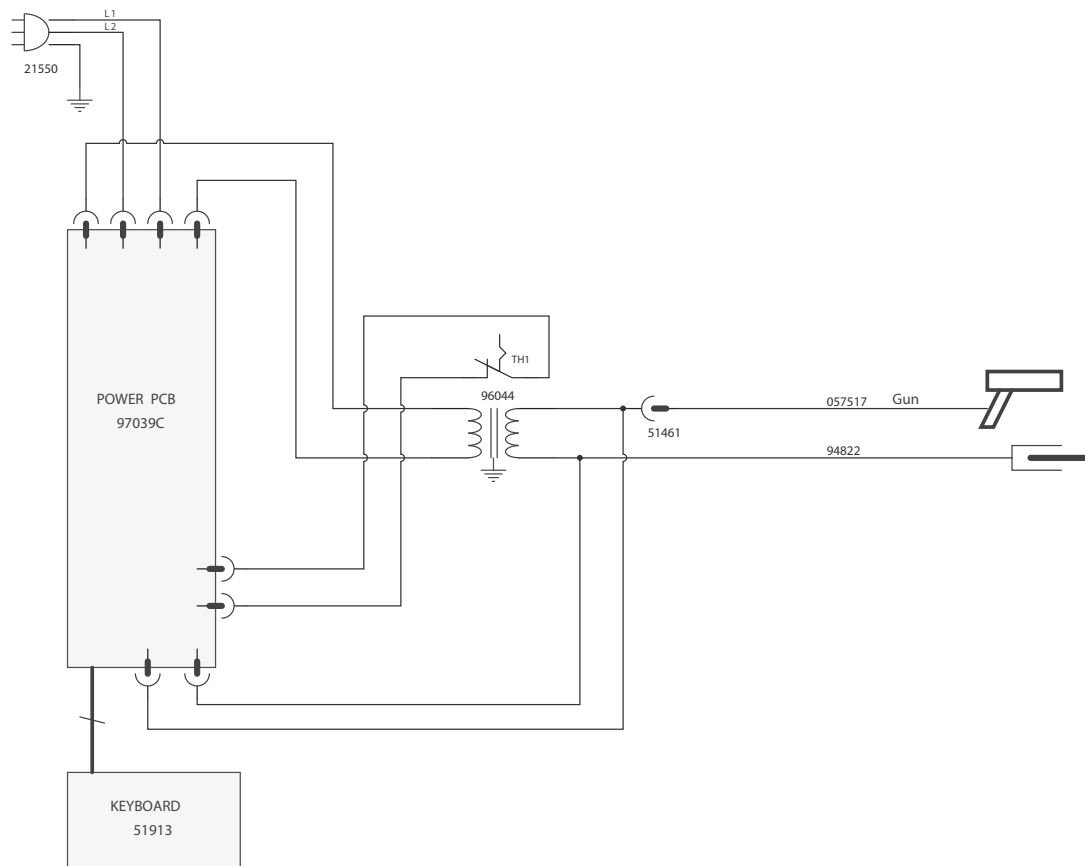 L1
L2
21550
TH1
96044
POWER PCB
97039C
057517 Gun
51461
94822
KEYBOARD
51913